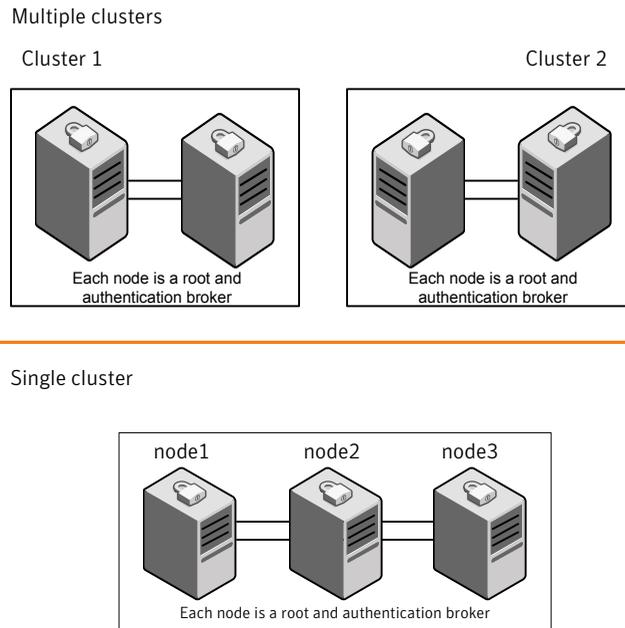 Multiple clusters
Cluster 1
Cluster 2
Each node is a root and
authentication broker
Each node is a root and
authentication broker
Single cluster
node1
node2
node3
Each node is a root and authentication broker